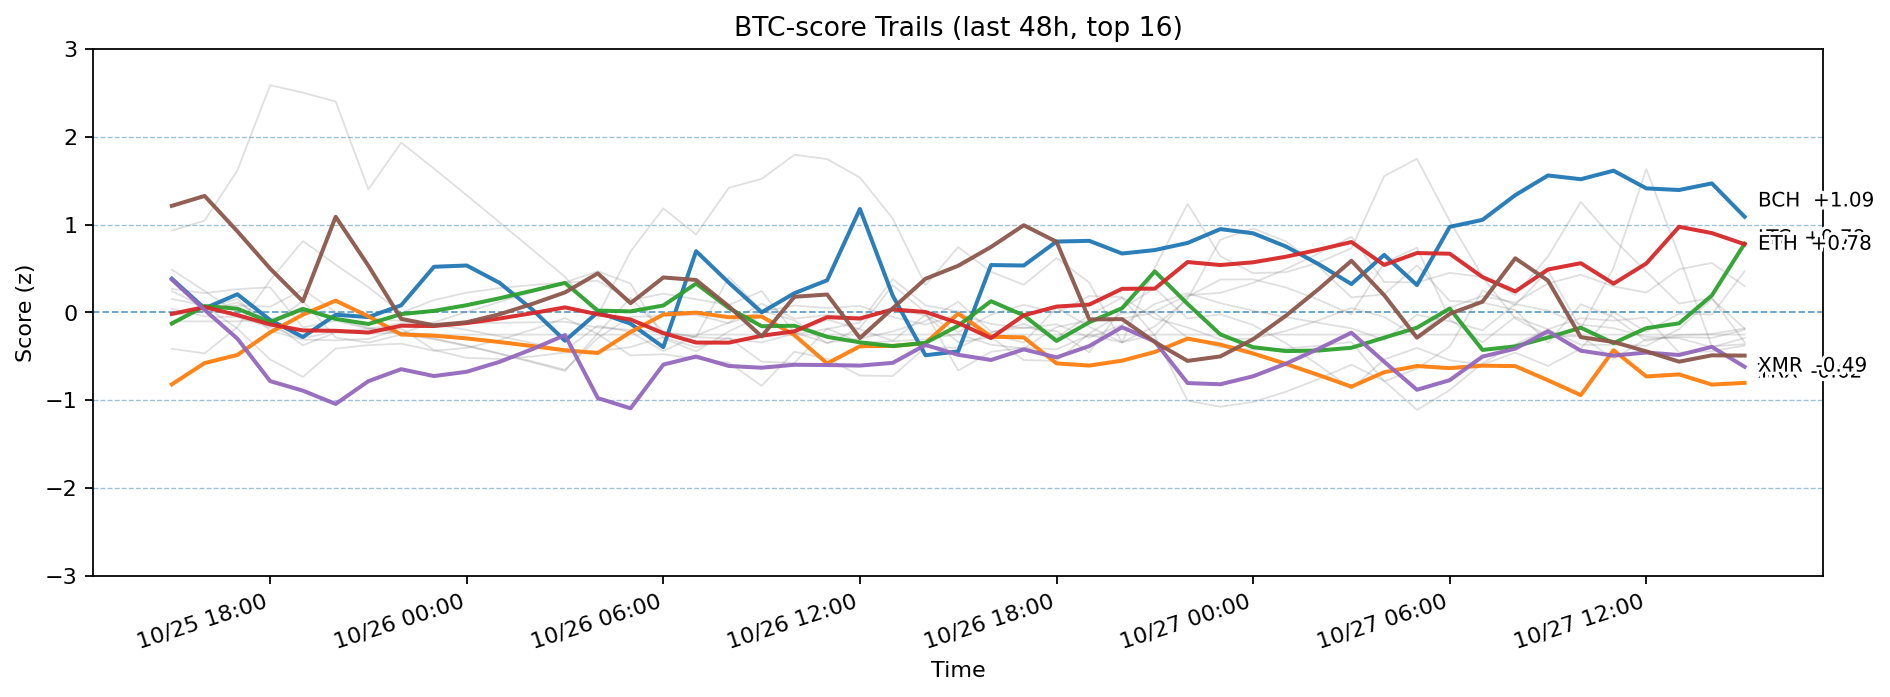 BTC-score Trails (last 48h, top 16)
Score (z)
3
2
1
0
−1
−2
−3
BCH +1.09
ETH +0.78
XMR -0.49
10/25 18:00
10/26 00:00
10/26 06:00
10/26 12:00
10/26 18:00
10/27 00:00
10/27 06:00
10/27 12:00
Time